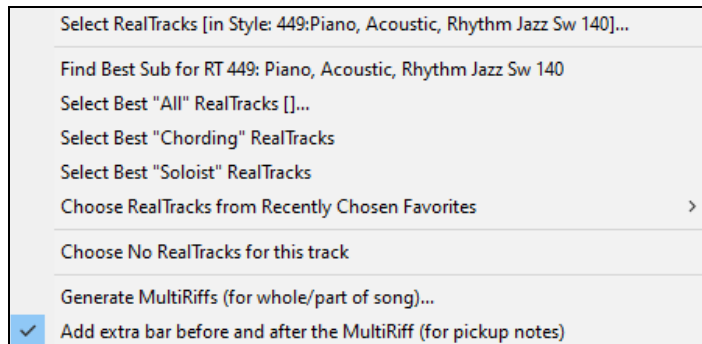 Select RealTracks [in Style: 449:Piano, Acoustic, Rhythm Jazz Sw 140]...
Find Best Sub for RT 449: Piano, Acoustic, Rhythm Jazz Sw 140
Select Best "All" RealTracks []...
Select Best "Chording" RealTracks
Select Best "Soloist" RealTracks
Choose RealTracks from Recently Chosen Favorites
Choose No RealTracks for this track
Generate MultiRiffs (for whole/part of song)...
Add extra bar before and after the MultiRiff (for pickup notes)